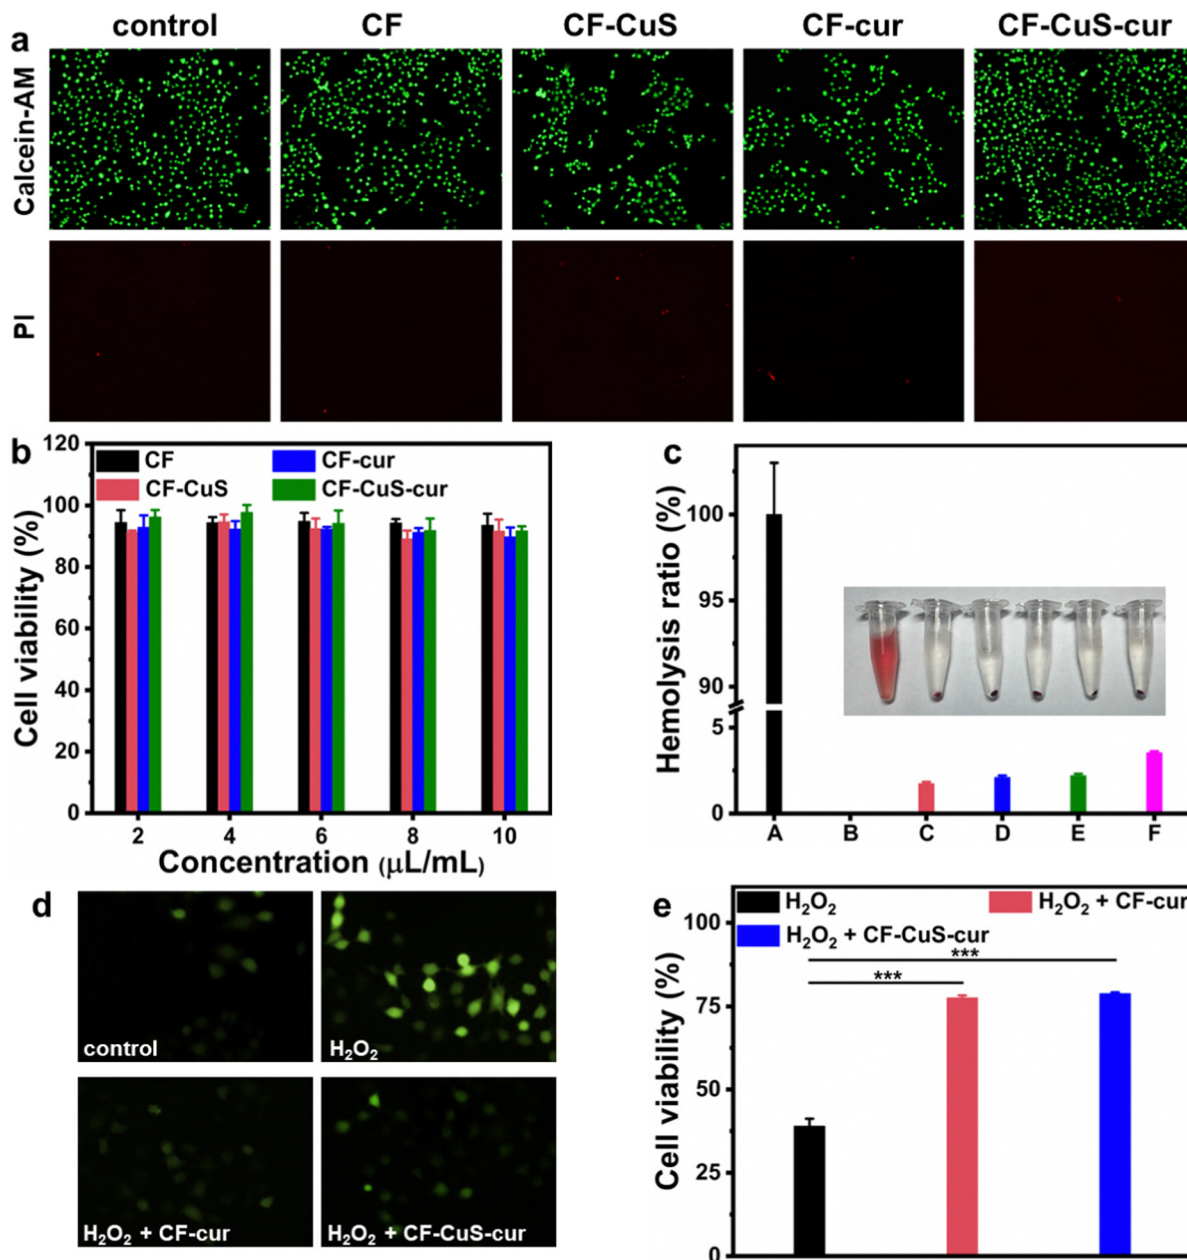 a
control
CF
CF-CuS
CF-cur
CF-CuS-cur
Calcein-AM
PI
b
120
100
80
60
40
20
0
CF
CF-cur
CF-CuS
CF-CuS-cur
Cell viability (%)
2
4
6
8
10
Concentration (μL/mL)
c
100
95
90
5
0
Hemolysis ratio (%)
A
B
C
D
E
F
d
control
H₂O₂
H₂O₂ + CF-cur
H₂O₂ + CF-CuS-cur
e
100
75
50
25
0
Cell viability (%)
H₂O₂
H₂O₂ + CF-cur
H₂O₂ + CF-CuS-cur
***
***